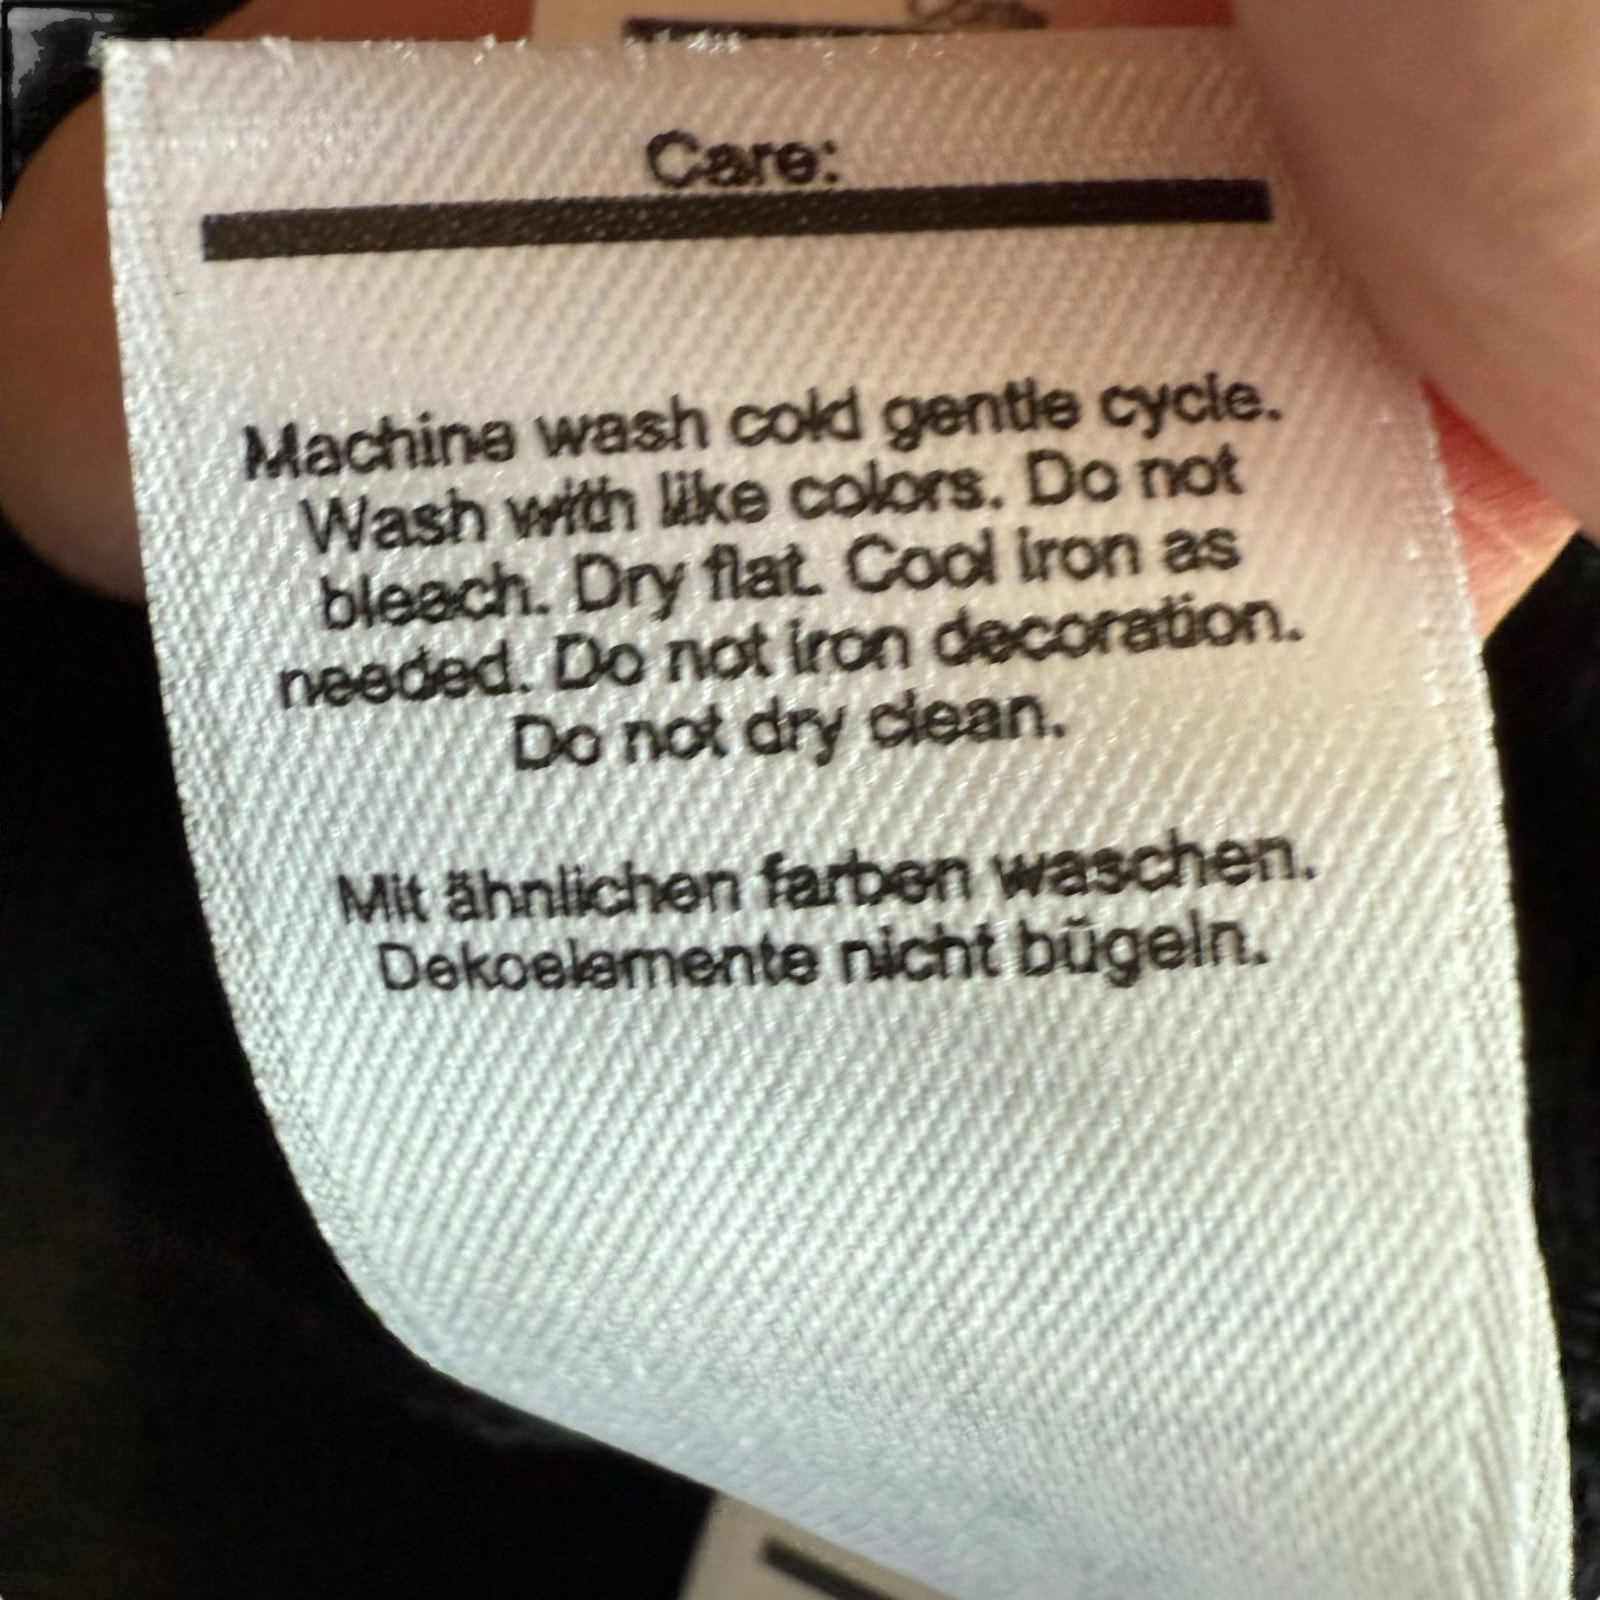 Care:
Machine wash cold gentle cycle.
Wash with like colors. Do not
bleach. Dry flat. Cool iron as
needed. Do not iron decoration.
Do not dry clean.
Mit ähnlichen farben waschen.
Dekoelemente nicht bügeln.